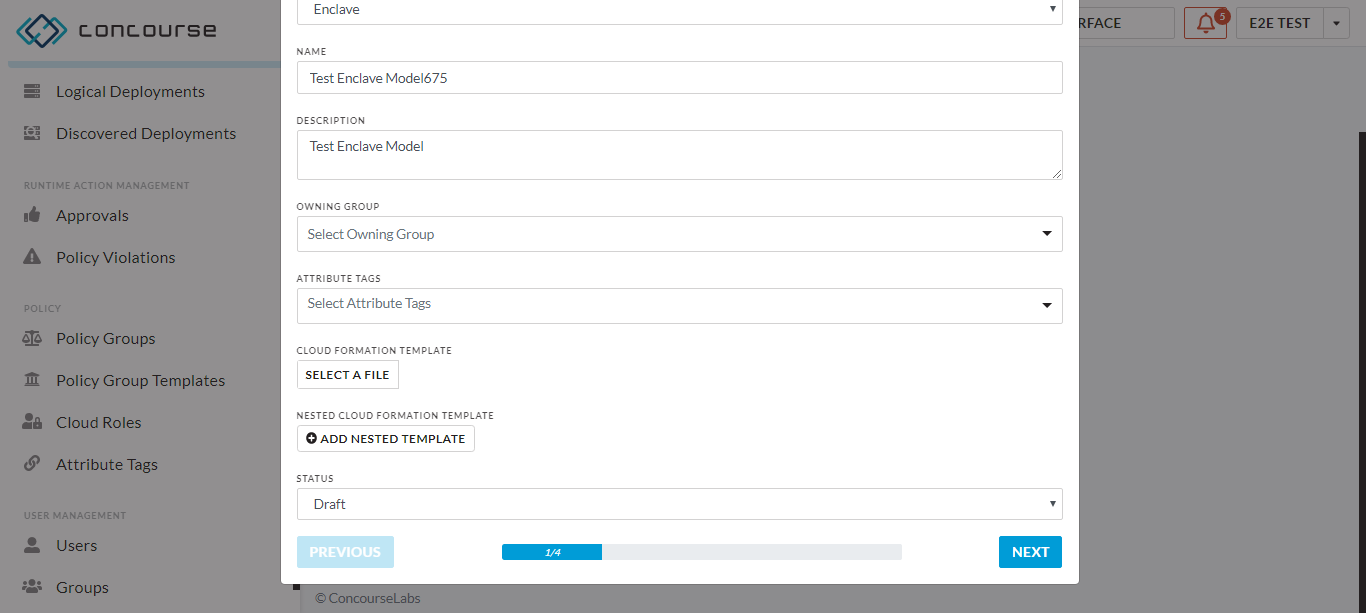 concourse
Logical Deployments
Discovered Deployments
RUNTIME ACTION MANAGEMENT
Approvals
Policy Violations
POLICY
Policy Groups
Policy Group Templates
Cloud Roles
Attribute Tags
USER MANAGEMENT
Users
Groups
Enclave
NAME
Test Enclave Model675
DESCRIPTION
Test Enclave Model
OWNING GROUP
Select Owning Group
ATTRIBUTE TAGS
Select Attribute Tags
CLOUD FORMATION TEMPLATE
SELECT A FILE
NESTED CLOUD FORMATION TEMPLATE
ADD NESTED TEMPLATE
STATUS
Draft
PREVIOUS
1/4
NEXT
RFACE
5
E2E TEST
© ConcourseLabs